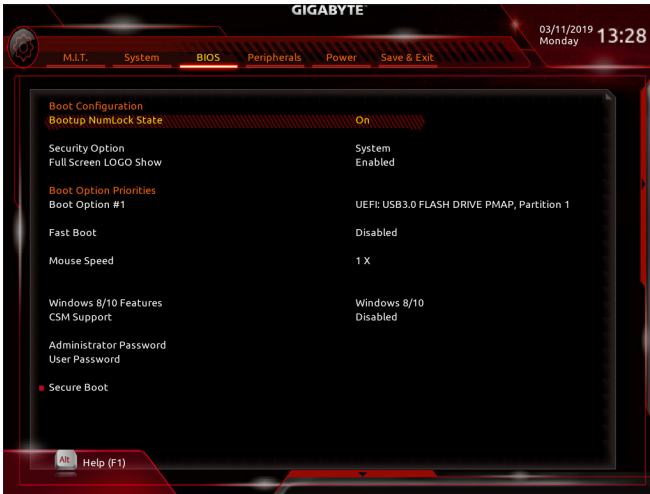 GIGABYTE™
03/11/2019 Monday 13:28
M.I.T. System BIOS Peripherals Power Save & Exit
Boot Configuration
Bootup NumLock State On
Security Option System
Full Screen LOGO Show Enabled
Boot Option Priorities
Boot Option #1 UEFI: USB3.0 FLASH DRIVE PMAP, Partition 1
Fast Boot Disabled
Mouse Speed 1 X
Windows 8/10 Features Windows 8/10
CSM Support Disabled
Administrator Password
User Password
Secure Boot
Alt Help (F1)